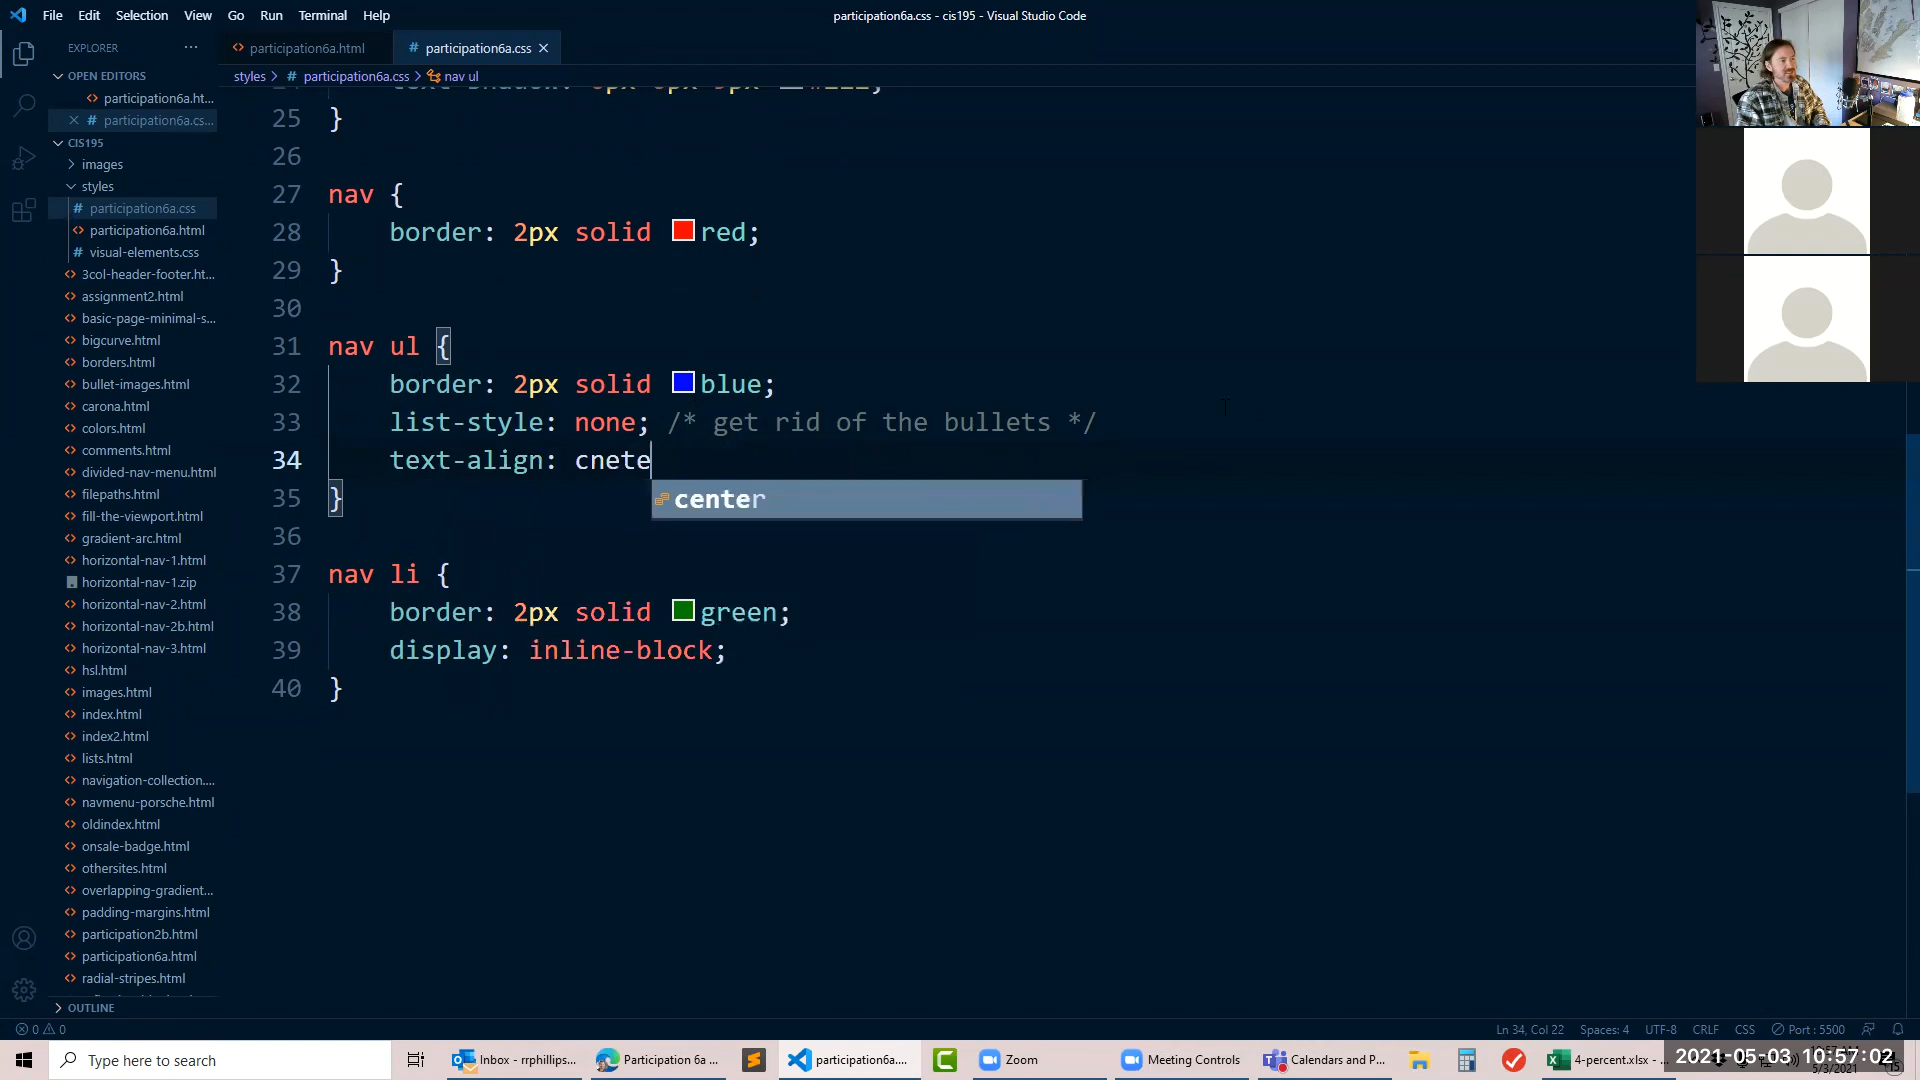 File Edit Selection View Go Run Terminal Help
participation6a.css - cis195 - Visual Studio Code
EXPLORER ···
participation6a.html
# participation6a.css
styles > # participation6a.css > nav ul
OPEN EDITORS
participation6a.ht...
# participation6a.cs...
CIS195
images
styles
# participation6a.css
participation6a.html
# visual-elements.css
3col-header-footer.ht...
assignment2.html
basic-page-minimal-s...
bigcurve.html
borders.html
bullet-images.html
carona.html
colors.html
comments.html
divided-nav-menu.html
filepaths.html
fill-the-viewport.html
gradient-arc.html
horizontal-nav-1.html
horizontal-nav-1.zip
horizontal-nav-2.html
horizontal-nav-2b.html
horizontal-nav-3.html
hsl.html
images.html
index.html
index2.html
lists.html
navigation-collection....
navmenu-porsche.html
oldindex.html
onsale-badge.html
othersites.html
overlapping-gradient...
padding-margins.html
participation2b.html
participation6a.html
radial-stripes.html
OUTLINE
25 }
26
27 nav {
28 border: 2px solid red;
29 }
30
31 nav ul {
32 border: 2px solid blue;
33 list-style: none; /* get rid of the bullets */
34 text-align: cnete
center
35 }
36
37 nav li {
38 border: 2px solid green;
39 display: inline-block;
40 }
0 0
Ln 34, Col 22 Spaces: 4 UTF-8 CRLF CSS Port : 5500
Type here to search
Inbox - rrphillips...
Participation 6a ...
participation6a....
Zoom
Meeting Controls
Calendars and P...
4-percent.xlsx - ...
2021-05-03 10:57:02
5/3/2021
15